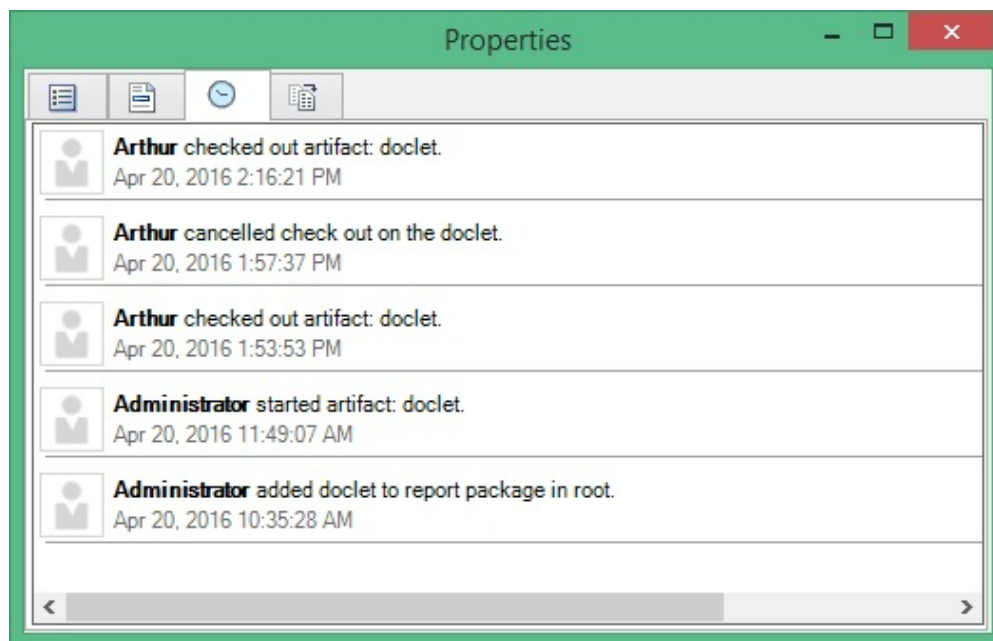 Properties
Arthur checked out artifact: doclet.
Apr 20, 2016 2:16:21 PM
Arthur cancelled check out on the doclet.
Apr 20, 2016 1:57:37 PM
Arthur checked out artifact: doclet.
Apr 20, 2016 1:53:53 PM
Administrator started artifact: doclet.
Apr 20, 2016 11:49:07 AM
Administrator added doclet to report package in root.
Apr 20, 2016 10:35:28 AM